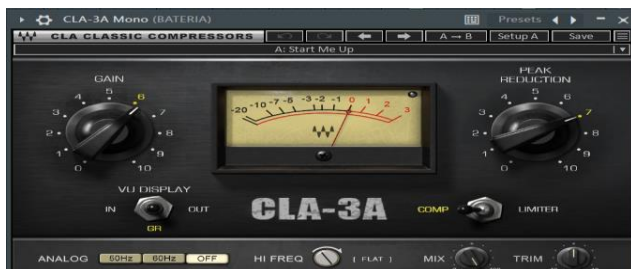 CLA-3A Mono (BATERIA) Presets
CLA CLASSIC COMPRESSORS A → B Setup A Save
A: Start Me Up
GAIN
0 1 2 3 4 5 6 7 8 9 10
-20 -10 -7 -5 -3 -2 -1 0 1 2 3
PEAK
REDUCTION
0 1 2 3 4 5 6 7 8 9 10
VU DISPLAY
IN OUT
GR
CLA-3A
COMP LIMITER
ANALOG 50Hz 60Hz OFF HI FREQ [ FLAT ] MIX TRIM